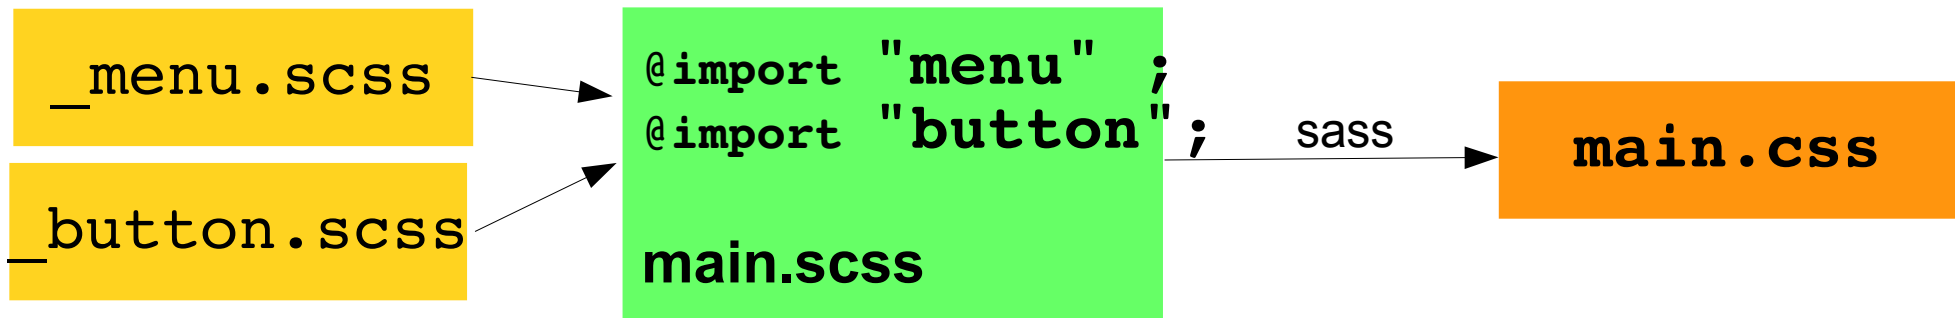 _menu.scss
_button.scss
@import "menu" ;
@import "button";
main.scss
sass
main.css